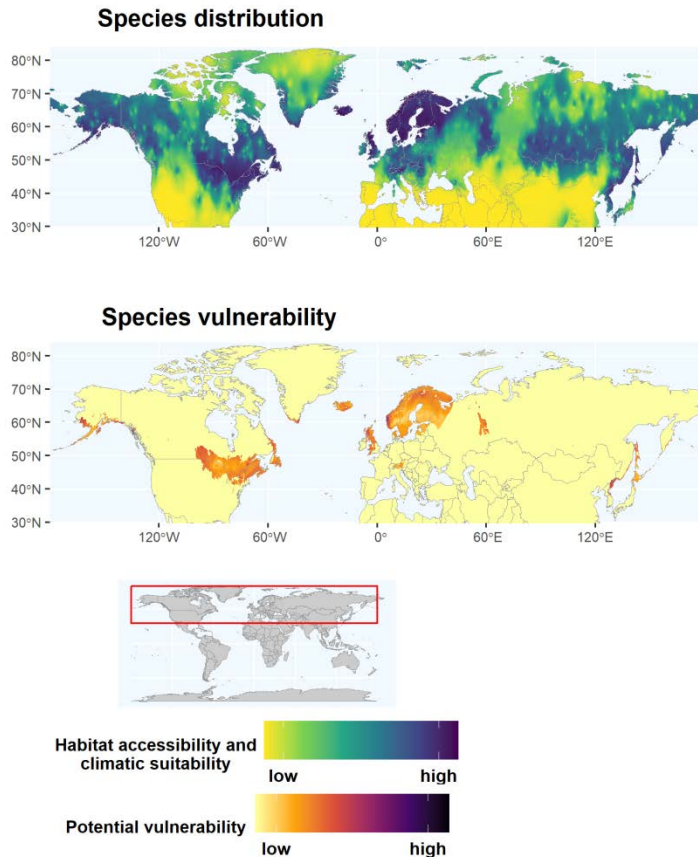 Species distribution
80°N
70°N
60°N
50°N
40°N
30°N
120°W 60°W 0° 60°E 120°E
Species vulnerability
80°N
70°N
60°N
50°N
40°N
30°N
120°W 60°W 0° 60°E 120°E
Habitat accessibility and
climatic suitability
low high
Potential vulnerability
low high